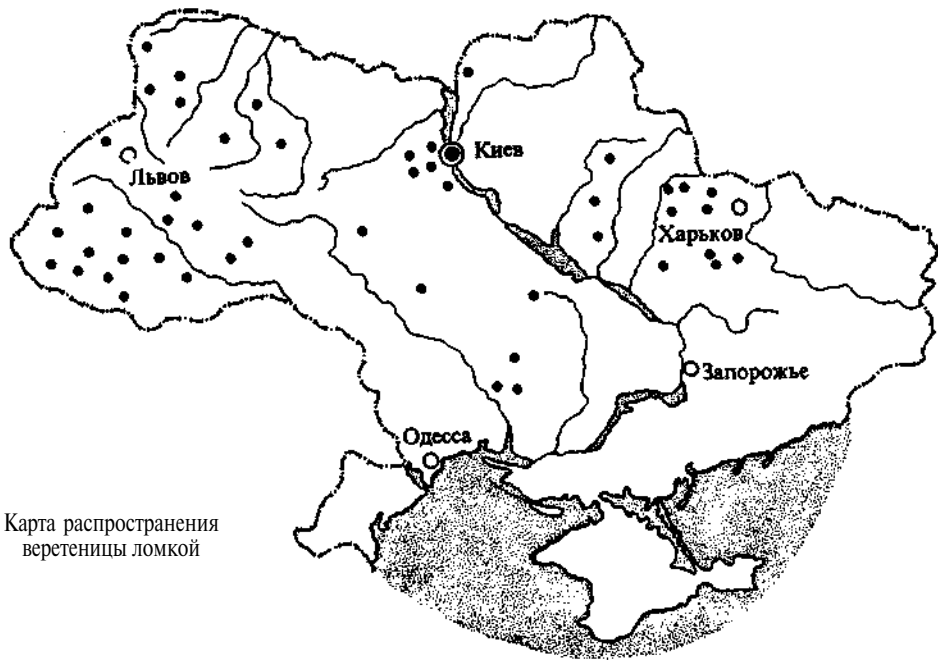 Киев
Львов
Харьков
Запорожье
Одесса
Карта распространения
веретеницы ломкой